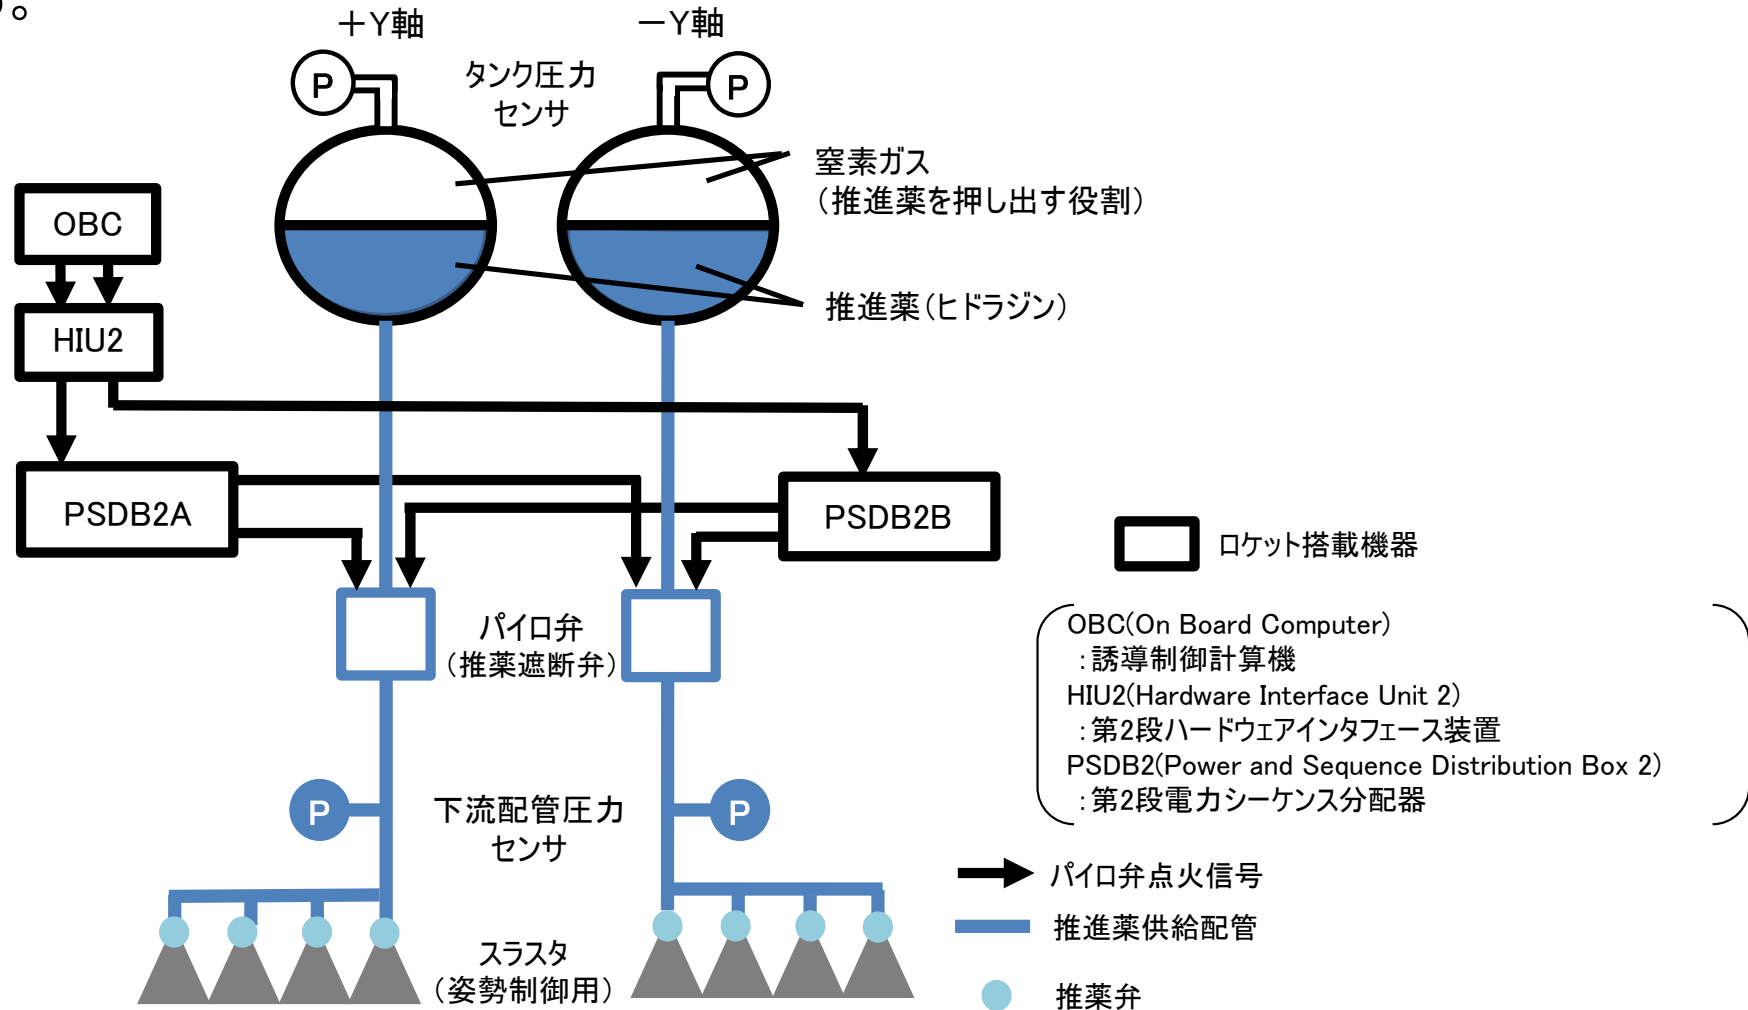 。
＋Y軸
－Y軸
P
タンク圧力
センサ
P
窒素ガス
（推進薬を押し出す役割）
OBC
推進薬（ヒドラジン）
HIU2
PSDB2A
PSDB2B
ロケット搭載機器
パイロ弁
（推薬遮断弁）
OBC(On Board Computer)
：誘導制御計算機
HIU2(Hardware Interface Unit 2)
：第2段ハードウェアインタフェース装置
PSDB2(Power and Sequence Distribution Box 2)
：第2段電力シーケンス分配器
P
下流配管圧力
センサ
P
パイロ弁点火信号
推進薬供給配管
スラスタ
（姿勢制御用）
推薬弁